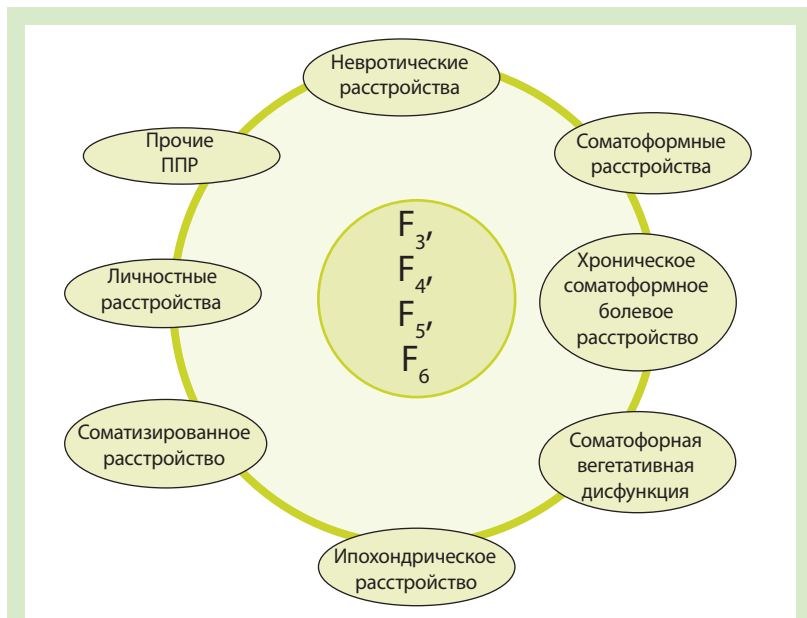 Невротические
расстройства
Соматоформные
расстройства
Хроническое
соматоформное
болевое
расстройство
Соматофорная
вегетативная
дисфункция
Ипохондрическое
расстройство
Соматизированное
расстройство
Личностные
расстройства
Прочие
ППР
F₃,
F₄,
F₅,
F₆